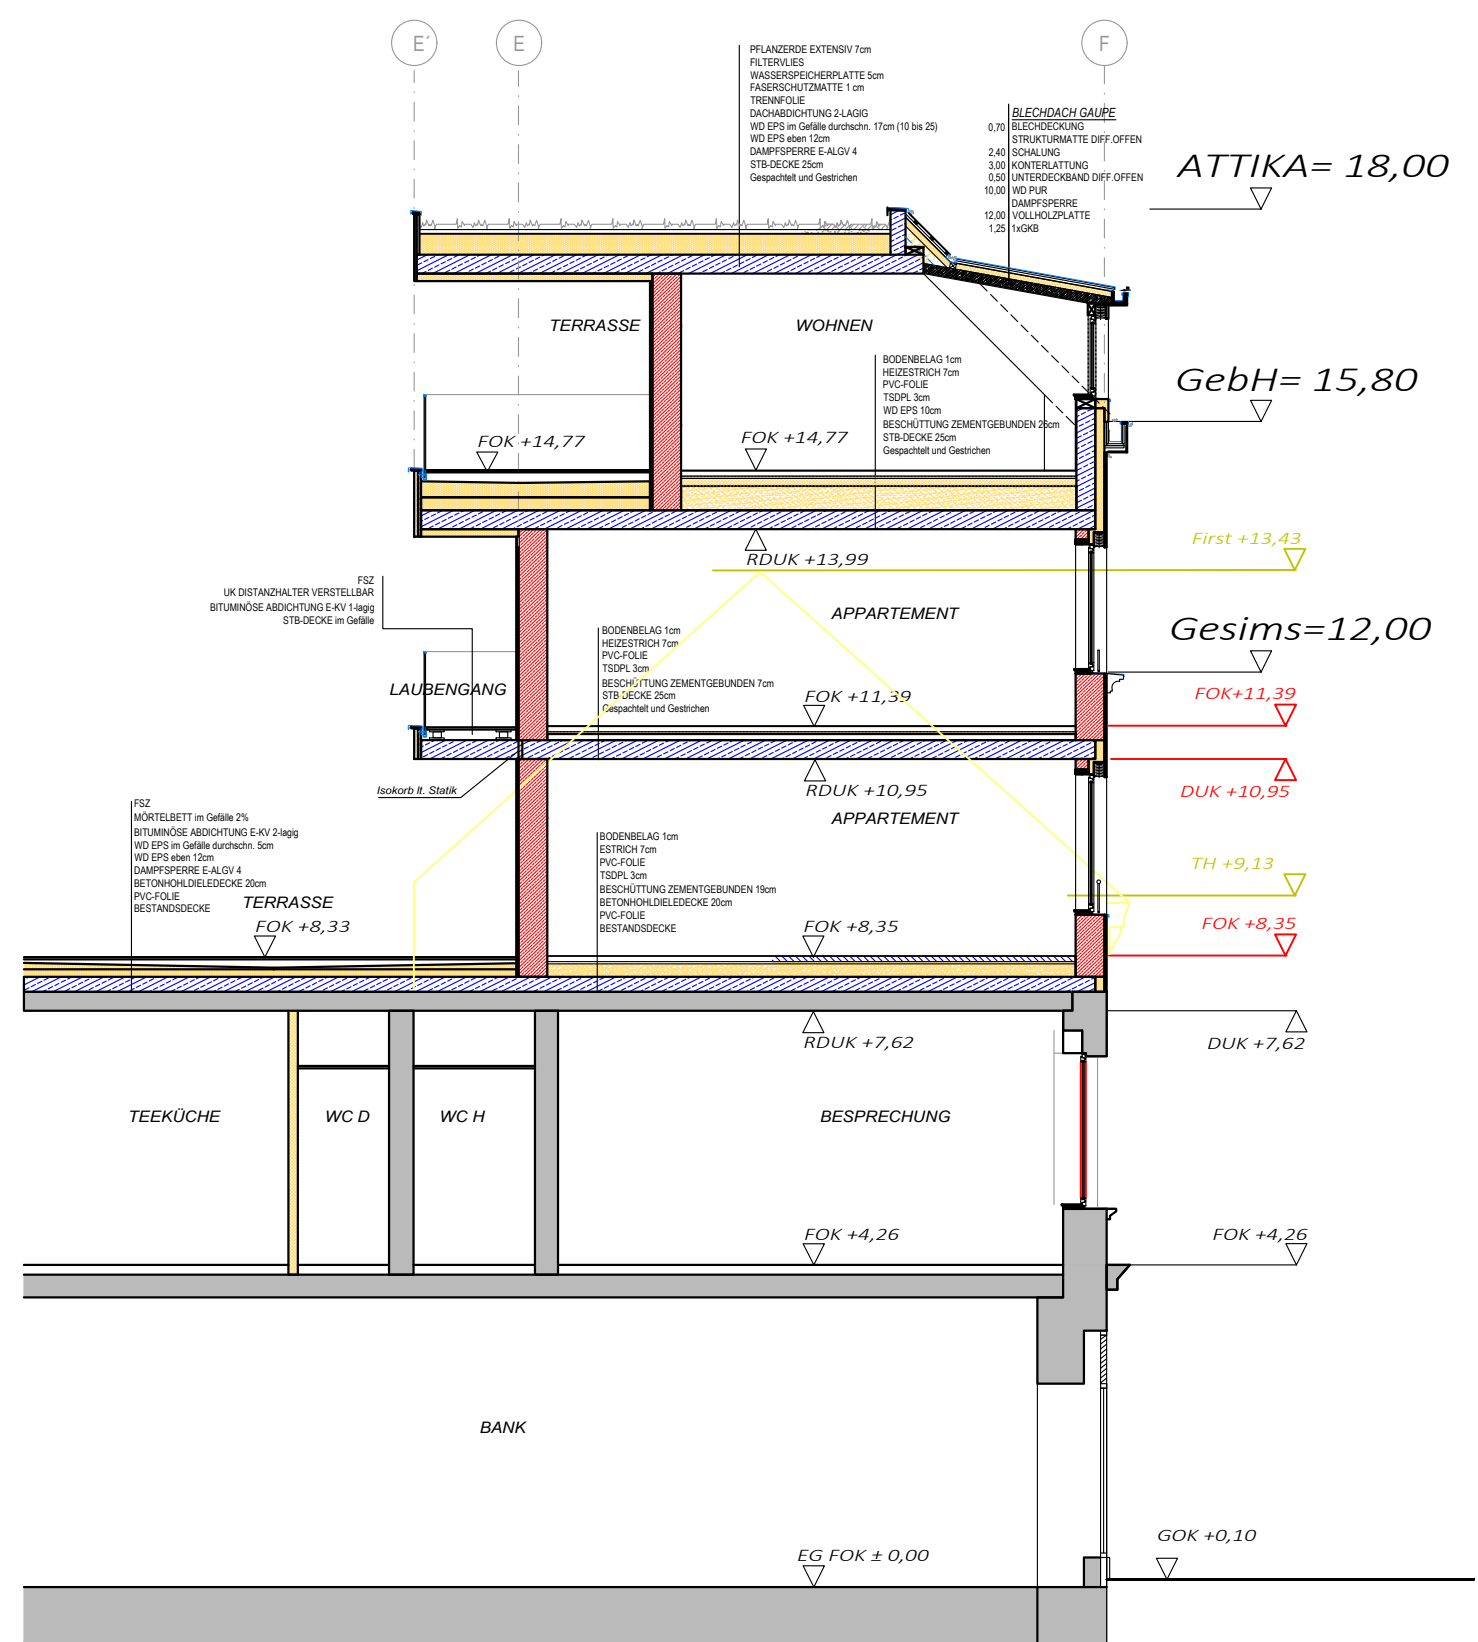 E´
E
F
PFLANZERDE EXTENSIV 7cm
FILTERVLIES
WASSERSPEICHERPLATTE 5cm
FASERSCHUTZMATTE 1 cm
TRENNFOLIE
DACHABDICHTUNG 2-LAGIG
WD EPS im Gefälle durchschn. 17cm (10 bis 25)
WD EPS eben 12cm
DAMPFSPERRE E-ALGV 4
STB-DECKE 25cm
Gespachtelt und Gestrichen
BLECHDACH GAUPE
0,70 BLECHDECKUNG
STRUKTURMATTE DIFF.OFFEN
2,40 SCHALUNG
3,00 KONTERLATTUNG
0,50 UNTERDECKBAND DIFF.OFFEN
10,00 WD PUR
DAMPFSPERRE
12,00 VOLLHOLZPLATTE
1,25 1xGKB
ATTIKA= 18,00
TERRASSE
WOHNEN
GebH= 15,80
BODENBELAG 1cm
HEIZESTRICH 7cm
PVC-FOLIE
TSDPL 3cm
WD EPS 10cm
BESCHÜTTUNG ZEMENTGEBUNDEN 26cm
STB-DECKE 25cm
Gespachtelt und Gestrichen
FOK +14,77
FOK +14,77
First +13,43
RDUK +13,99
FSZ
UK DISTANZHALTER VERSTELLBAR
BITUMINÖSE ABDICHTUNG E-KV 1-lagig
STB-DECKE im Gefälle
APPARTEMENT
Gesims=12,00
BODENBELAG 1cm
HEIZESTRICH 7cm
PVC-FOLIE
TSDPL 3cm
BESCHÜTTUNG ZEMENTGEBUNDEN 7cm
STB-DECKE 25cm
Gespachtelt und Gestrichen
LAUBENGANG
FOK +11,39
FOK+11,39
Isokorb lt. Statik
RDUK +10,95
DUK +10,95
APPARTEMENT
FSZ
MÖRTELBETT im Gefälle 2%
BITUMINÖSE ABDICHTUNG E-KV 2-lagig
WD EPS im Gefälle durchschn. 5cm
WD EPS eben 12cm
DAMPFSPERRE E-ALGV 4
BETONHOHLDIELEDECKE 20cm
PVC-FOLIE
BESTANDSDECKE
BODENBELAG 1cm
ESTRICH 7cm
PVC-FOLIE
TSDPL 3cm
BESCHÜTTUNG ZEMENTGEBUNDEN 19cm
BETONHOHLDIELEDECKE 20cm
PVC-FOLIE
BESTANDSDECKE
TH +9,13
TERRASSE
FOK +8,33
FOK +8,35
FOK +8,35
RDUK +7,62
DUK +7,62
TEEKÜCHE
WC D
WC H
BESPRECHUNG
FOK +4,26
FOK +4,26
BANK
EG FOK ± 0,00
GOK +0,10